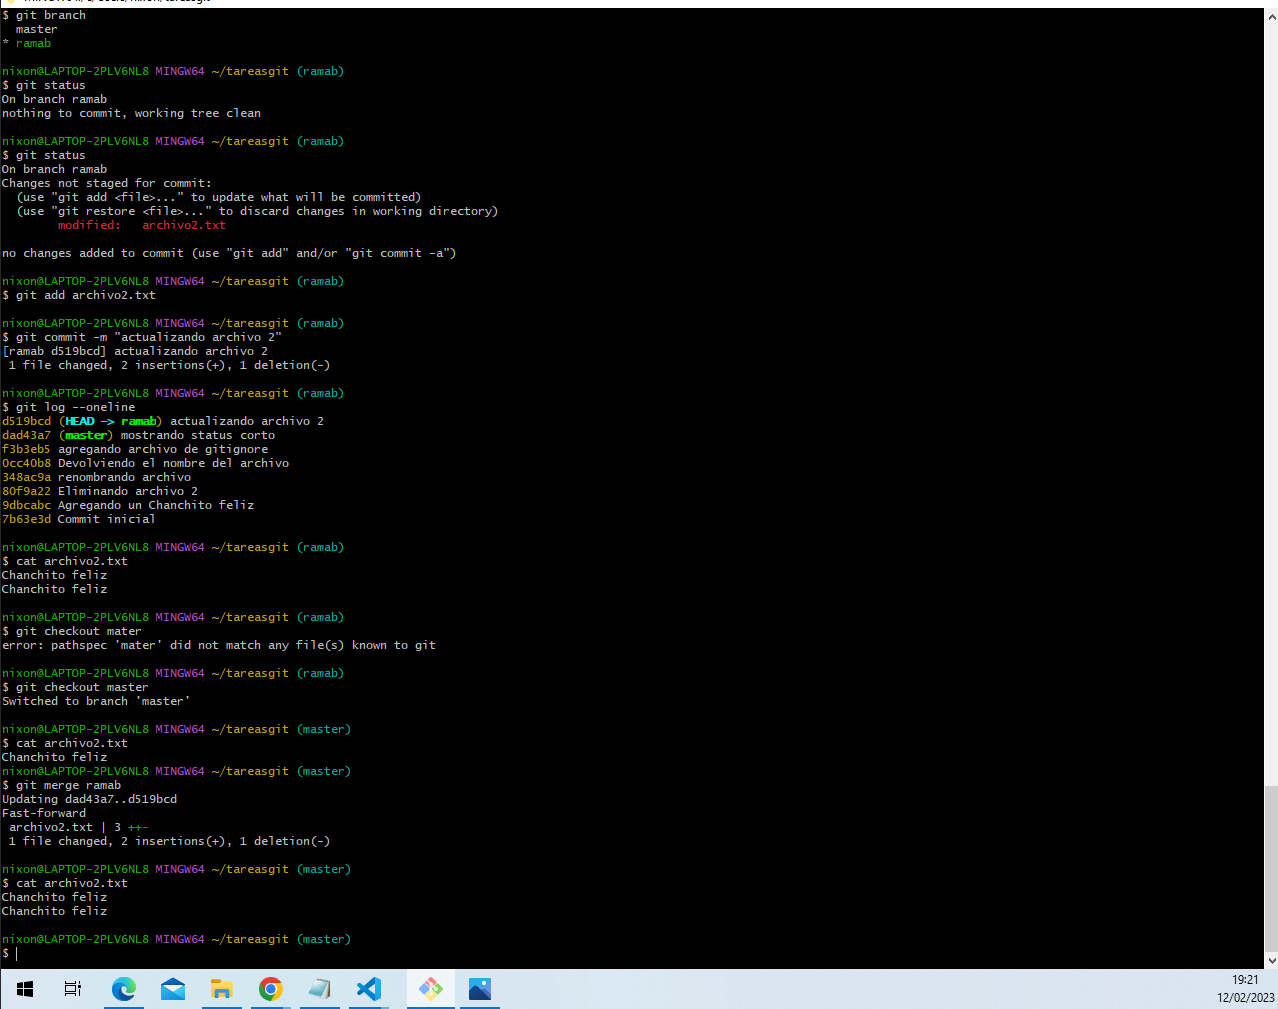 $ git branch
  master
* ramab

nixon@LAPTOP-2PLV6NL8 MINGW64 ~/tareasgit (ramab)
$ git status
On branch ramab
nothing to commit, working tree clean

nixon@LAPTOP-2PLV6NL8 MINGW64 ~/tareasgit (ramab)
$ git status
On branch ramab
Changes not staged for commit:
  (use "git add <file>..." to update what will be committed)
  (use "git restore <file>..." to discard changes in working directory)
        modified:   archivo2.txt

no changes added to commit (use "git add" and/or "git commit -a")

nixon@LAPTOP-2PLV6NL8 MINGW64 ~/tareasgit (ramab)
$ git add archivo2.txt

nixon@LAPTOP-2PLV6NL8 MINGW64 ~/tareasgit (ramab)
$ git commit -m "actualizando archivo 2"
[ramab d519bcd] actualizando archivo 2
 1 file changed, 2 insertions(+), 1 deletion(-)

nixon@LAPTOP-2PLV6NL8 MINGW64 ~/tareasgit (ramab)
$ git log --oneline
d519bcd (HEAD -> ramab) actualizando archivo 2
dad43a7 (master) mostrando status corto
f3b3eb5 agregando archivo de gitignore
0cc40b8 Devolviendo el nombre del archivo
348ac9a renombrando archivo
80f9a22 Eliminando archivo 2
9dbcabc Agregando un Chanchito feliz
7b63e3d Commit inicial

nixon@LAPTOP-2PLV6NL8 MINGW64 ~/tareasgit (ramab)
$ cat archivo2.txt
Chanchito feliz
Chanchito feliz

nixon@LAPTOP-2PLV6NL8 MINGW64 ~/tareasgit (ramab)
$ git checkout mater
error: pathspec 'mater' did not match any file(s) known to git

nixon@LAPTOP-2PLV6NL8 MINGW64 ~/tareasgit (ramab)
$ git checkout master
Switched to branch 'master'

nixon@LAPTOP-2PLV6NL8 MINGW64 ~/tareasgit (master)
$ cat archivo2.txt
Chanchito feliz
nixon@LAPTOP-2PLV6NL8 MINGW64 ~/tareasgit (master)
$ git merge ramab
Updating dad43a7..d519bcd
Fast-forward
 archivo2.txt | 3 ++-
 1 file changed, 2 insertions(+), 1 deletion(-)

nixon@LAPTOP-2PLV6NL8 MINGW64 ~/tareasgit (master)
$ cat archivo2.txt
Chanchito feliz
Chanchito feliz

nixon@LAPTOP-2PLV6NL8 MINGW64 ~/tareasgit (master)
$
19:21
12/02/2023